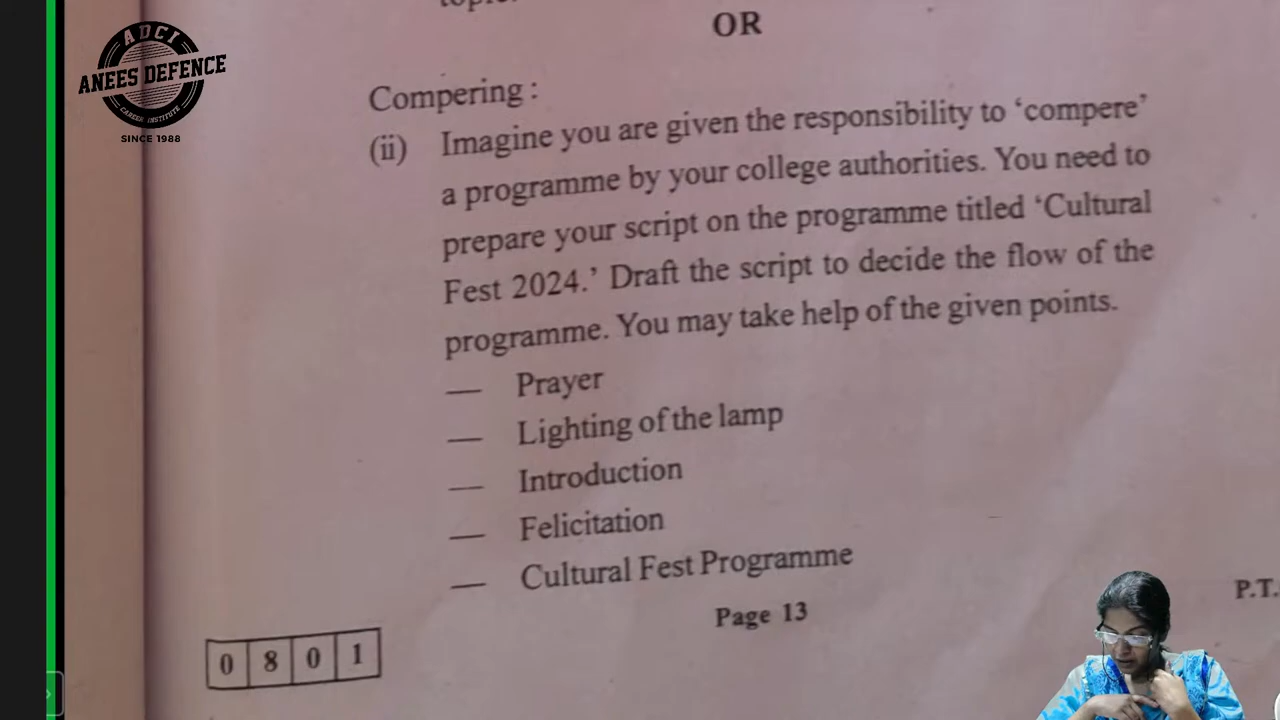 topic.
OR
ADCI
ANEES DEFENCE
CAREER INSTITUTE
SINCE 1988
Compering :
(ii) Imagine you are given the responsibility to ‘compere’
a programme by your college authorities. You need to
prepare your script on the programme titled ‘Cultural
Fest 2024.’ Draft the script to decide the flow of the
programme. You may take help of the given points.
— Prayer
— Lighting of the lamp
— Introduction
— Felicitation
— Cultural Fest Programme
Page 13
P.T.
0 8 0 1